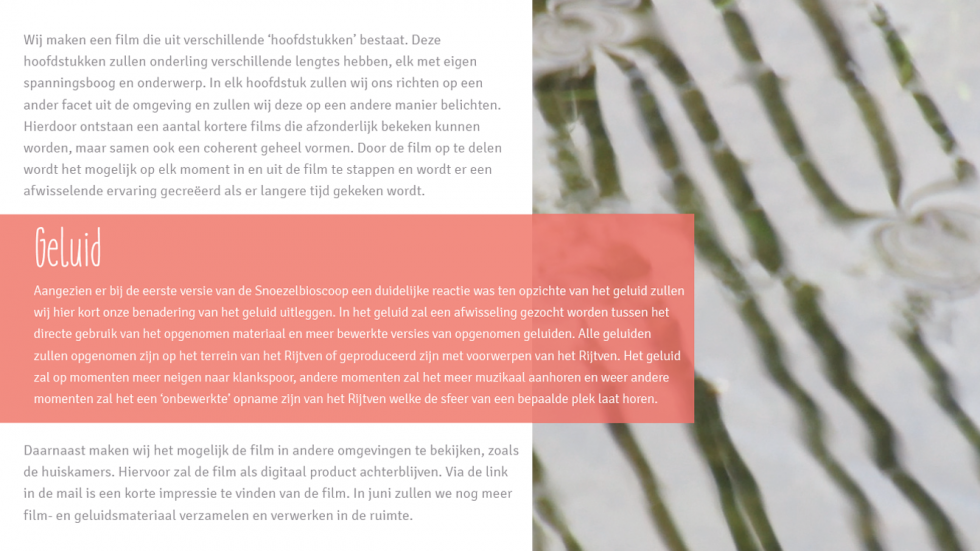 Wij maken een film die uit verschillende ‘hoofdstukken’ bestaat. Deze
hoofdstukken zullen onderling verschillende lengtes hebben, elk met eigen
spanningsboog en onderwerp. In elk hoofdstuk zullen wij ons richten op een
ander facet uit de omgeving en zullen wij deze op een andere manier belichten.
Hierdoor ontstaan een aantal kortere films die afzonderlijk bekeken kunnen
worden, maar samen ook een coherent geheel vormen. Door de film op te delen
wordt het mogelijk op elk moment in en uit de film te stappen en wordt er een
afwisselende ervaring gecreëerd als er langere tijd gekeken wordt.
Geluid
Aangezien er bij de eerste versie van de Snoezelbioscoop een duidelijke reactie was ten opzichte van het geluid zullen
wij hier kort onze benadering van het geluid uitleggen. In het geluid zal een afwisseling gezocht worden tussen het
directe gebruik van het opgenomen materiaal en meer bewerkte versies van opgenomen geluiden. Alle geluiden
zullen opgenomen zijn op het terrein van het Rijtven of geproduceerd zijn met voorwerpen van het Rijtven. Het geluid
zal op momenten meer neigen naar klankspoor, andere momenten zal het meer muzikaal aanhoren en weer andere
momenten zal het een ‘onbewerkte’ opname zijn van het Rijtven welke de sfeer van een bepaalde plek laat horen.
Daarnaast maken wij het mogelijk de film in andere omgevingen te bekijken, zoals
de huiskamers. Hiervoor zal de film als digitaal product achterblijven. Via de link
in de mail is een korte impressie te vinden van de film. In juni zullen we nog meer
film- en geluidsmateriaal verzamelen en verwerken in de ruimte.